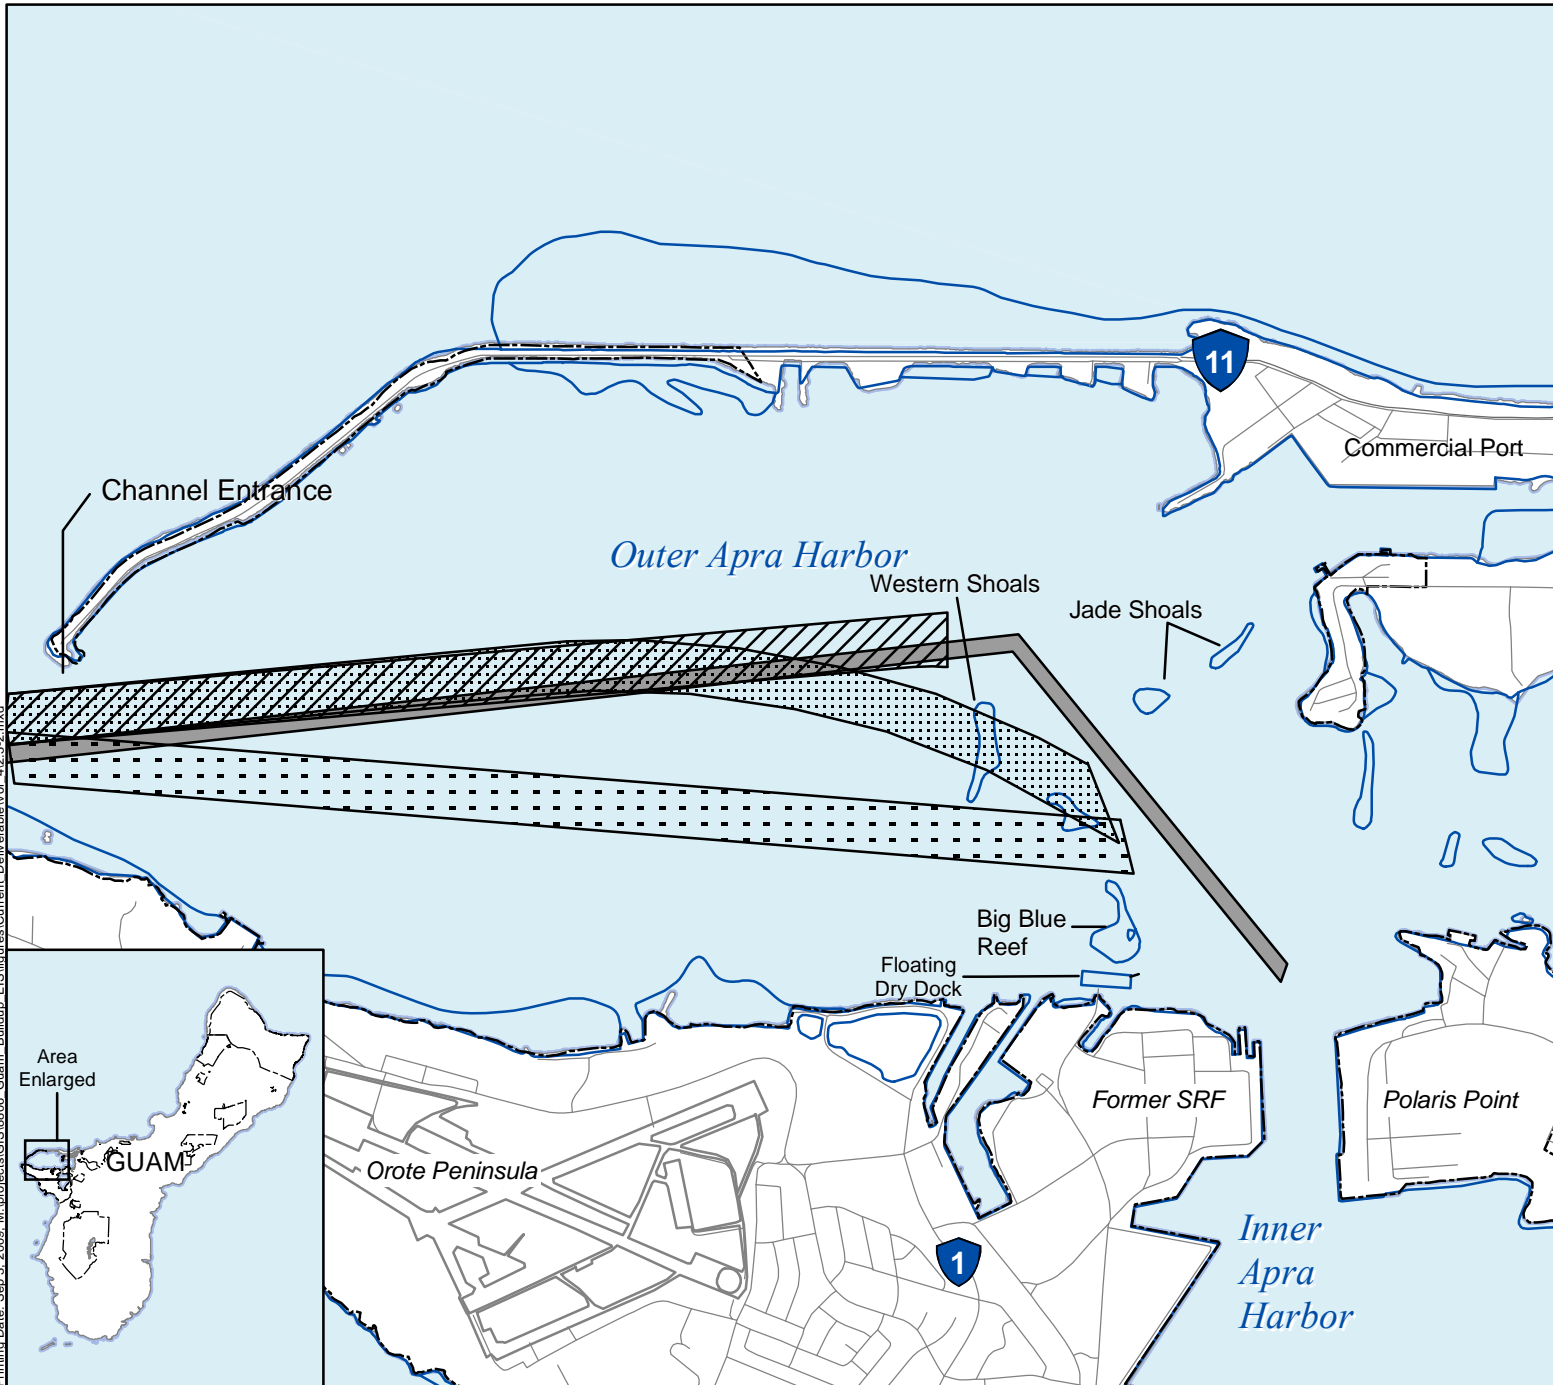 11
Commercial Port
Channel Entrance
Outer Apra Harbor
Western Shoals
Jade Shoals
Big Blue
Reef
Floating
Dry Dock
Area
Enlarged
GUAM
Former SRF
Polaris Point
Orote Peninsula
1
Inner
Apra
Harbor